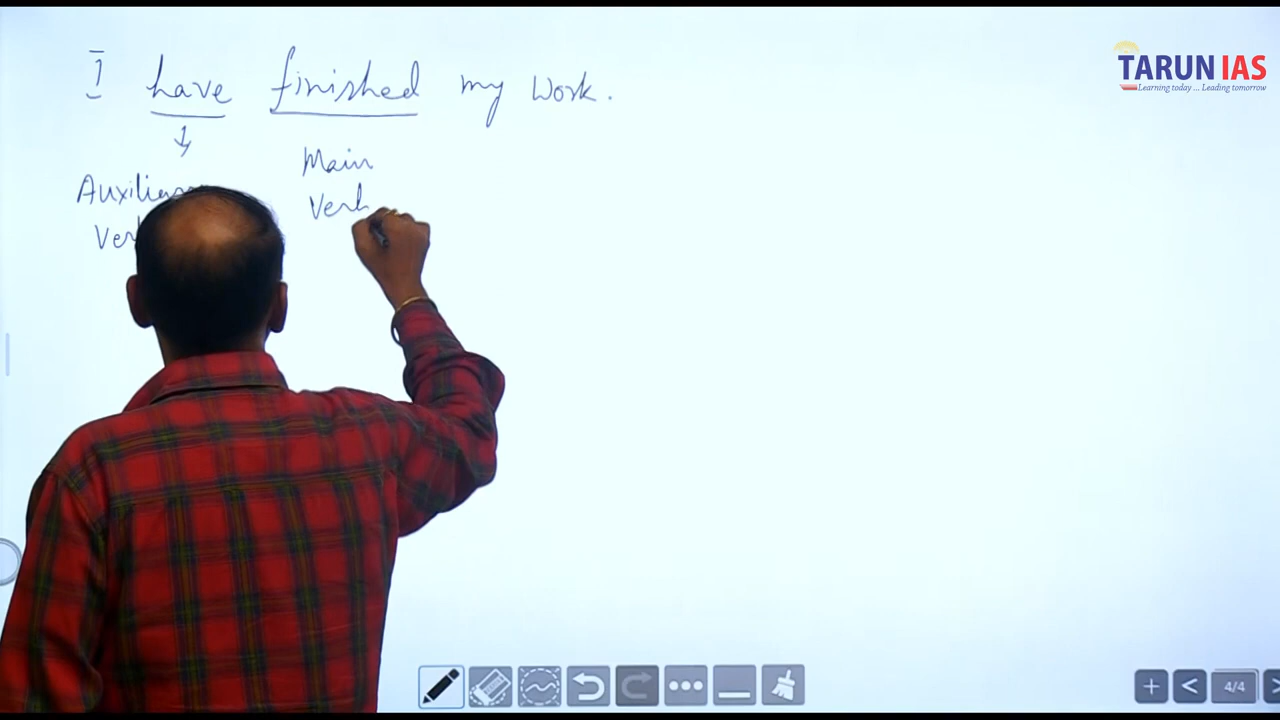 I have finished my work.
Main
Verb
TARUN IAS
Learning today ... Leading tomorrow
4/4